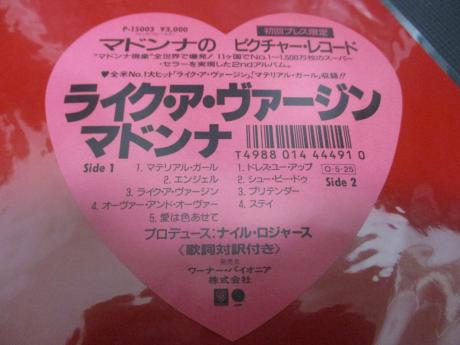 P-15003 ¥3,000
初回プレス限定
マドンナの ピクチャー・レコード
"マドンナ現象"全世界で爆発!11ヶ国でNo.1〜1,500万枚のスーパー
・セラーを実現した2ndアルバム。
♥全米No.1大ヒット「ライク・ア・ヴァージン」、「マテリアル・ガール」収録!!
ライク・ア・ヴァージン
マドンナ
T4988 014 44491 0
Side 1
1. マテリアル・ガール
2. エンジェル
3. ライク・ア・ヴァージン
4. オーヴァー・アンド・オーヴァー
5. 愛は色あせて
1. ドレス・ユー・アップ
2. シュー・ビー・ドゥ
3. プリテンダー
4. ステイ
O-5・25
Side 2
プロデュース:ナイル・ロジャース
《歌詞対訳付き》
発売元
ワーナー・パイオニア
株式会社